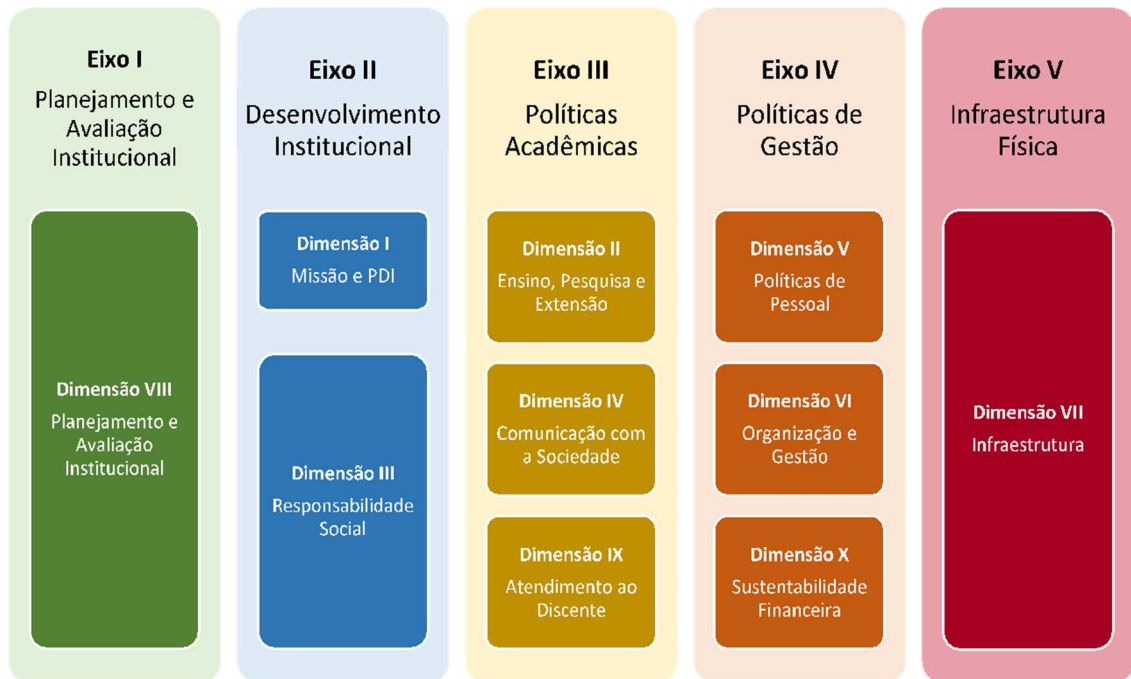 Eixo I
Planejamento e
Avaliação
Institucional
Dimensão VIII
Planejamento e
Avaliação
Institucional
Eixo II
Desenvolvimento
Institucional
Dimensão I
Missão e PDI
Dimensão III
Responsabilidade
Social
Eixo III
Políticas
Acadêmicas
Dimensão II
Ensino, Pesquisa e
Extensão
Dimensão IV
Comunicação com
a Sociedade
Dimensão IX
Atendimento ao
Discente
Eixo IV
Políticas de
Gestão
Dimensão V
Políticas de
Pessoal
Dimensão VI
Organização e
Gestão
Dimensão X
Sustentabilidade
Financeira
Eixo V
Infraestrutura
Física
Dimensão VII
Infraestrutura